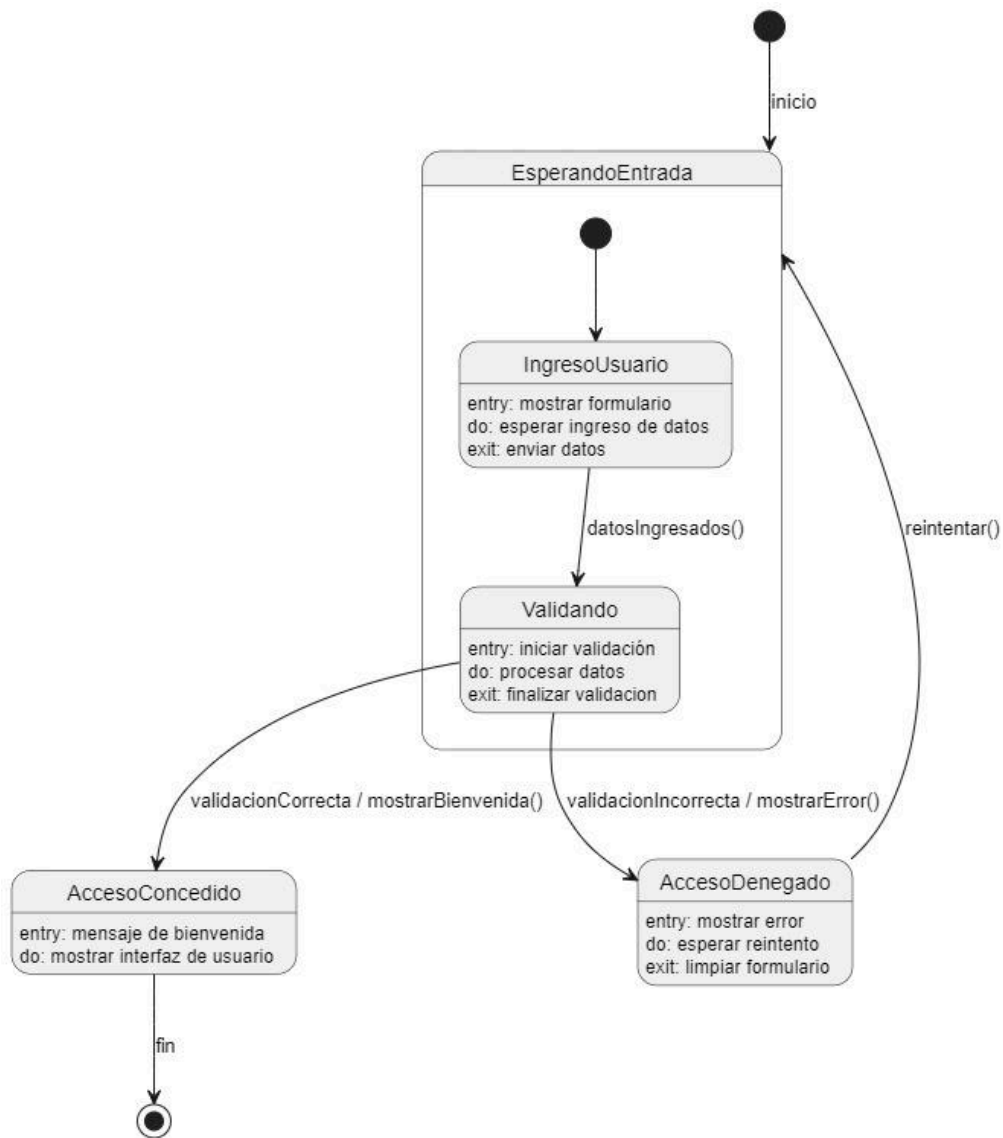 inicio
EsperandoEntrada
IngresoUsuario
entry: mostrar formulario
do: esperar ingreso de datos
exit: enviar datos
datosIngresados()
reintentar()
Validando
entry: iniciar validación
do: procesar datos
exit: finalizar validacion
validacionCorrecta / mostrarBienvenida()
validacionIncorrecta / mostrarError()
AccesoConcedido
entry: mensaje de bienvenida
do: mostrar interfaz de usuario
AccesoDenegado
entry: mostrar error
do: esperar reintento
exit: limpiar formulario
fin